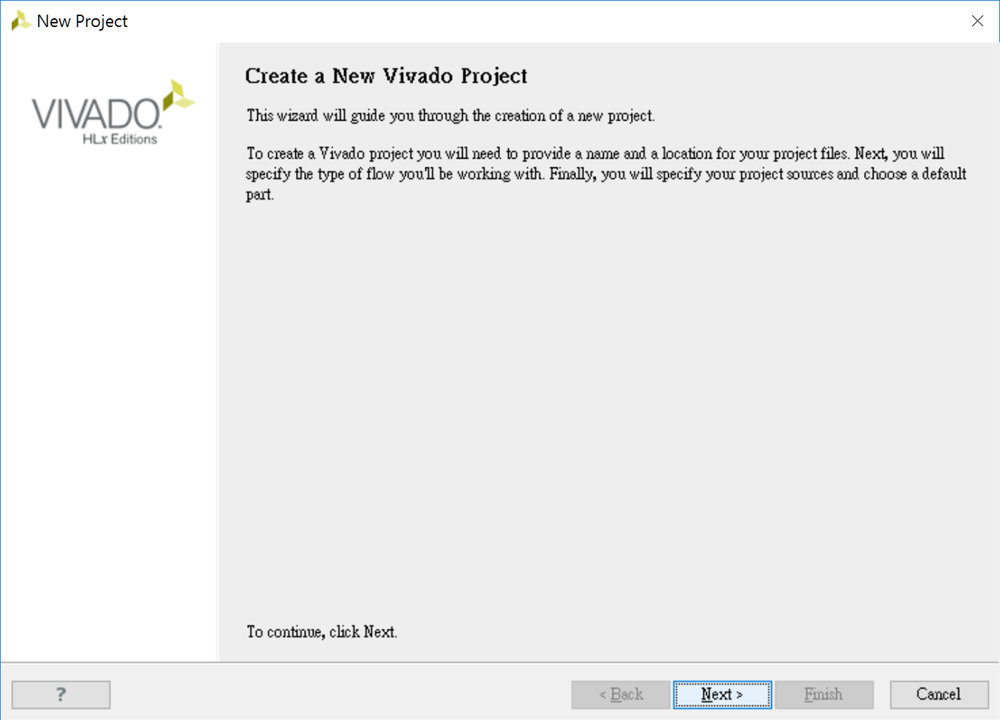 New Project
VIVADO.
HLx Editions
Create a New Vivado Project
This wizard will guide you through the creation of a new project.
To create a Vivado project you will need to provide a name and a location for your project files. Next, you will
specify the type of flow you'll be working with. Finally, you will specify your project sources and choose a default
part.
To continue, click Next.
?
< Back
Next >
Finish
Cancel